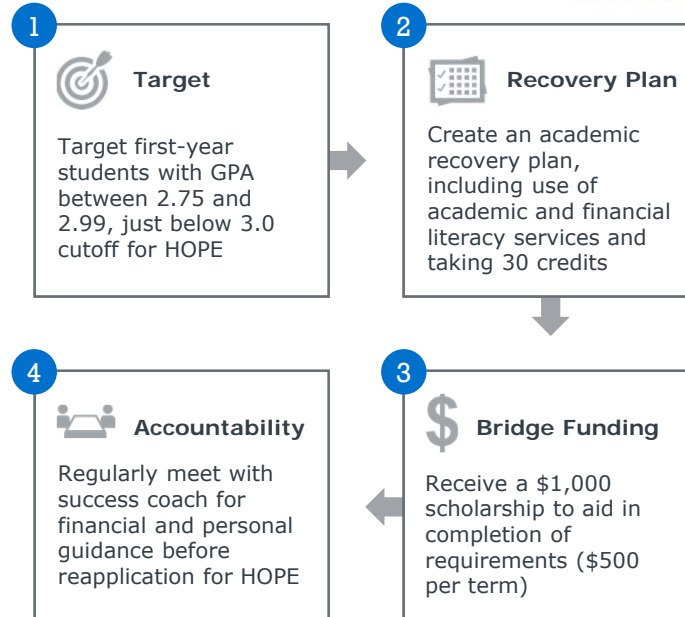 1
Target
Target first-year
students with GPA
between 2.75 and
2.99, just below 3.0
cutoff for HOPE
2
Recovery Plan
Create an academic
recovery plan,
including use of
academic and financial
literacy services and
taking 30 credits
3
$
Bridge Funding
Receive a $1,000
scholarship to aid in
completion of
requirements ($500
per term)
4
Accountability
Regularly meet with
success coach for
financial and personal
guidance before
reapplication for HOPE